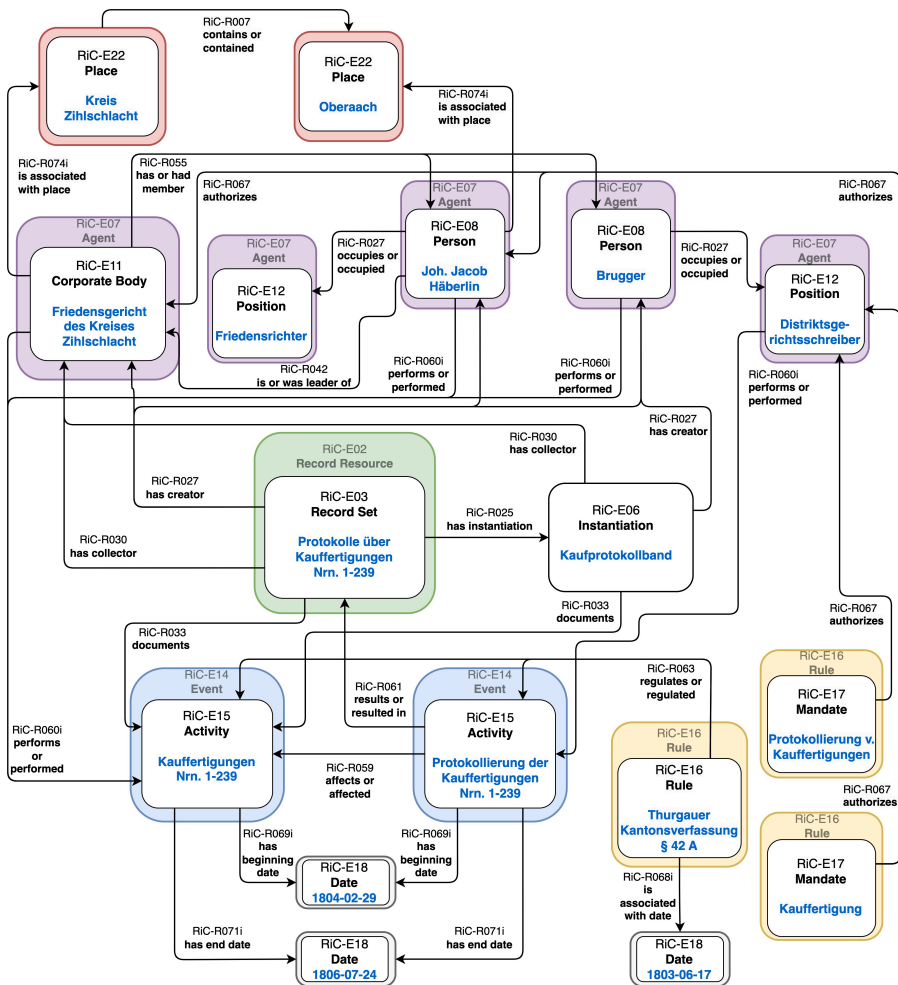 RiC-R007
contains or
contained
RiC-E22
Place
Kreis
Zihlschlacht
RiC-E22
Place
Oberaach
RiC-R074i
is associated
with place
RiC-R074i
is associated
with place
RiC-R055
has or had
member
RiC-R067
authorizes
RiC-R067
authorizes
RiC-E07
Agent
RiC-E11
Corporate Body
Friedensgericht
des Kreises
Zihlschlacht
RiC-E07
Agent
RiC-E12
Position
Friedensrichter
RiC-R027
occupies or
occupied
RiC-E07
Agent
RiC-E08
Person
Joh. Jacob
Häberlin
RiC-E07
Agent
RiC-E08
Person
Brugger
RiC-R027
occupies or
occupied
RiC-E07
Agent
RiC-E12
Position
Distriktsge-
richtsschreiber
RiC-R042
is or was leader of
RiC-R060i
performs or
performed
RiC-R060i
performs or
performed
RiC-R060i
performs or
performed
RiC-R027
has creator
RiC-R030
has collector
RiC-E02
Record Resource
RiC-E03
Record Set
Protokolle über
Kauffertigungen
Nrn. 1-239
RiC-R027
has creator
RiC-R025
has instantiation
RiC-E06
Instantiation
Kaufprotokollband
RiC-R030
has collector
RiC-R033
documents
RiC-R033
documents
RiC-R067
authorizes
RiC-E14
Event
RiC-E15
Activity
Kauffertigungen
Nrn. 1-239
RiC-R061
results or
resulted in
RiC-E14
Event
RiC-E15
Activity
Protokollierung der
Kauffertigungen
Nrn. 1-239
RiC-R063
regulates or
regulated
RiC-E16
Rule
RiC-E17
Mandate
Protokollierung v.
Kauffertigungen
RiC-R060i
performs
or
performed
RiC-R059
affects or
affected
RiC-E16
Rule
RiC-E16
Rule
Thurgauer
Kantonsverfassung
§ 42 A
RiC-R067
authorizes
RiC-E16
Rule
RiC-E17
Mandate
Kauffertigung
RiC-R069i
has
beginning
date
RiC-R069i
has
beginning
date
RiC-E18
Date
1804-02-29
RiC-R068i
is
associated
with date
RiC-R071i
has end date
RiC-R071i
has end date
RiC-E18
Date
1806-07-24
RiC-E18
Date
1803-06-17